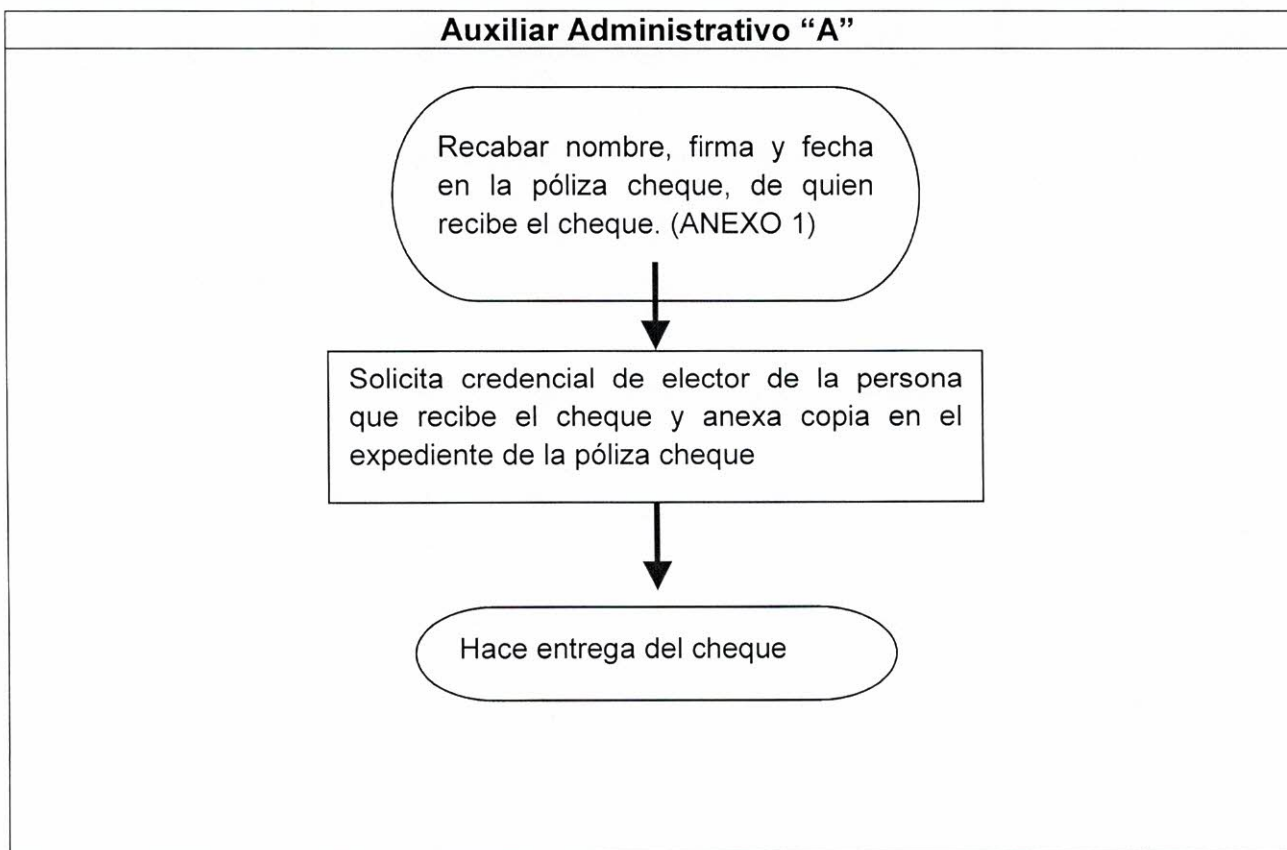 Auxiliar Administrativo “A”
Recabar nombre, firma y fecha
en la póliza cheque, de quien
recibe el cheque. (ANEXO 1)
Solicita credencial de elector de la persona
que recibe el cheque y anexa copia en el
expediente de la póliza cheque
Hace entrega del cheque